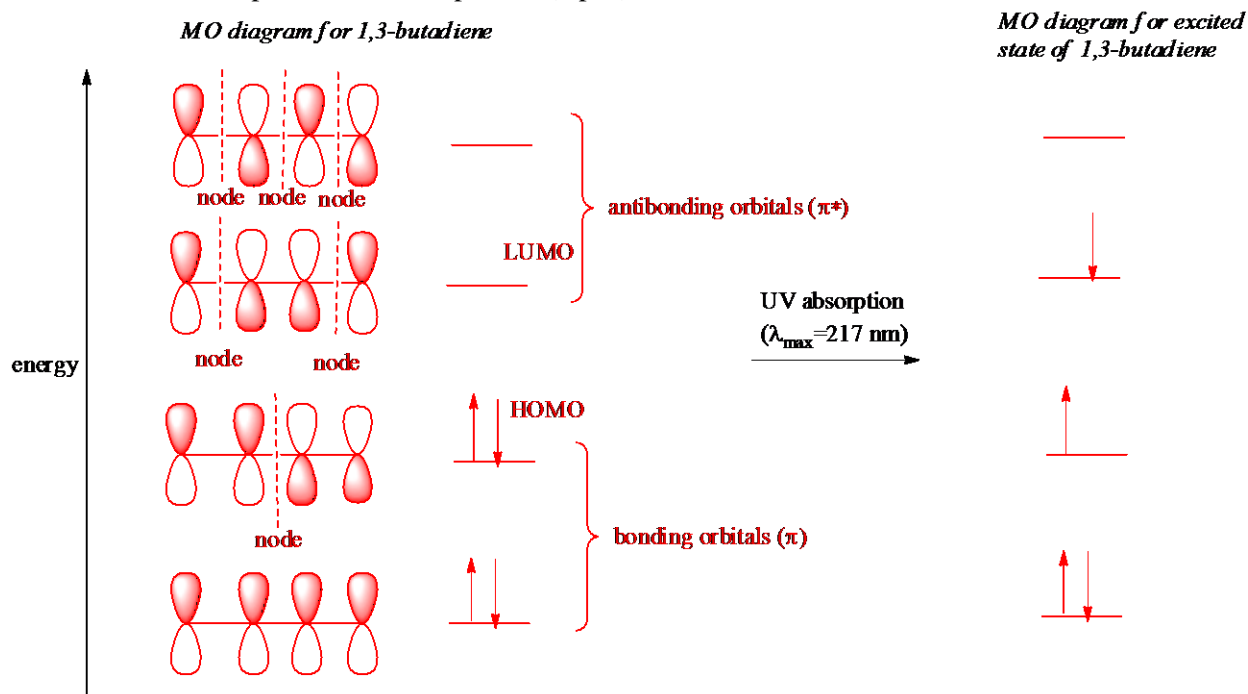 MO diagram for 1,3-butadiene
MO diagram for excited
state of 1,3-butadiene
node
node
node
antibonding orbitals (π*)
LUMO
UV absorption
(λmax=217 nm)
node
node
energy
HOMO
node
bonding orbitals (π)